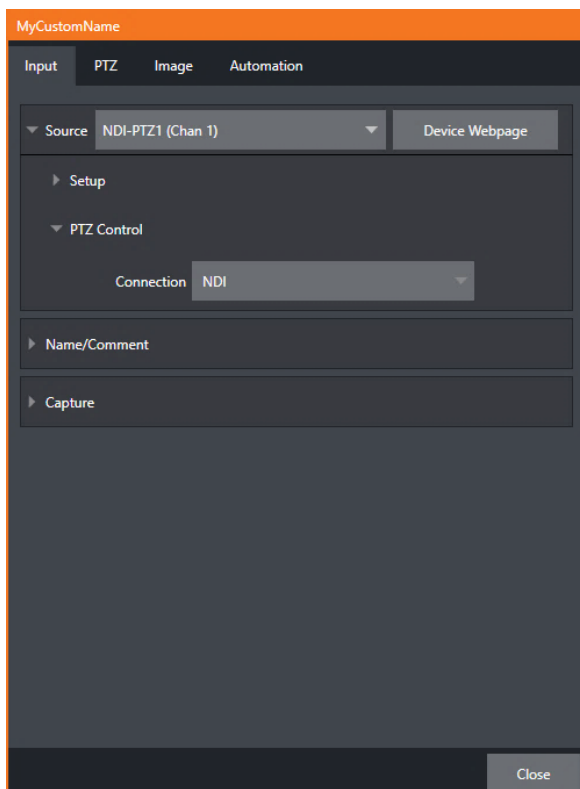 MyCustomName
Input PTZ Image Automation
Source NDI-PTZ1 (Chan 1) Device Webpage
Setup
PTZ Control
Connection NDI
Name/Comment
Capture
Close